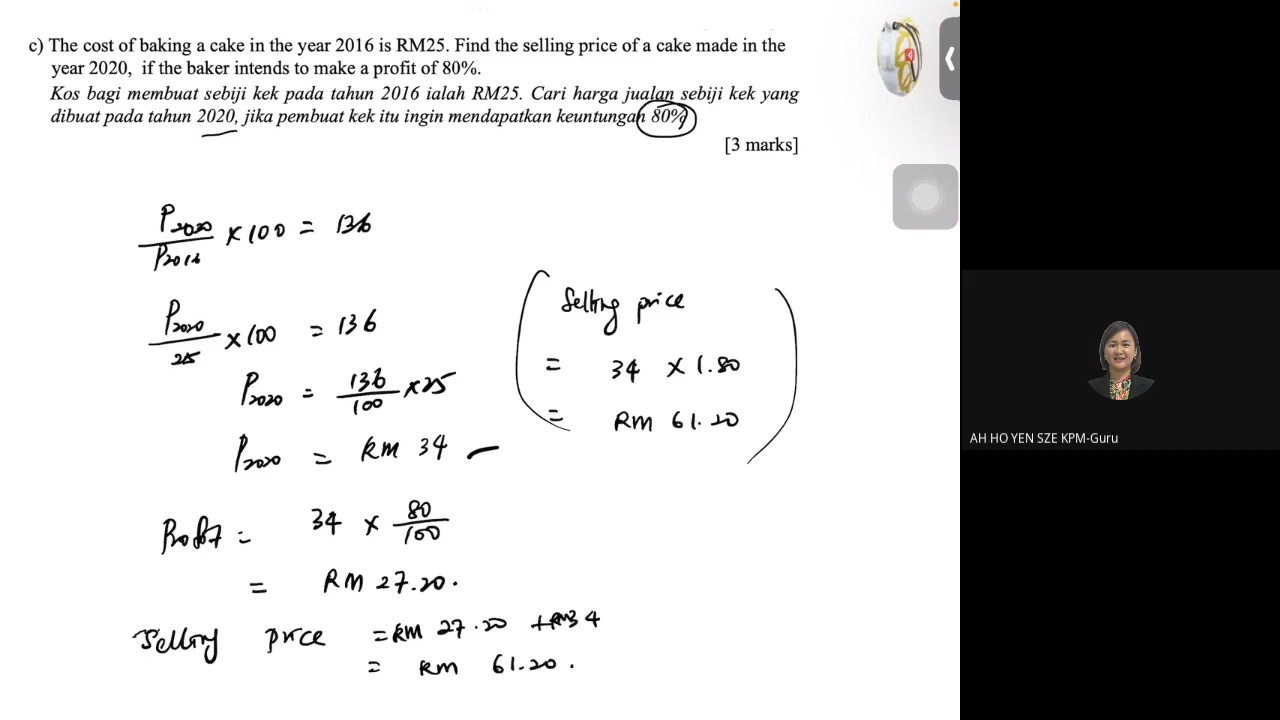 c) The cost of baking a cake in the year 2016 is RM25. Find the selling price of a cake made in the
year 2020, if the baker intends to make a profit of 80%.
Kos bagi membuat sebiji kek pada tahun 2016 ialah RM25. Cari harga jualan sebiji kek yang
dibuat pada tahun 2020, jika pembuat kek itu ingin mendapatkan keuntungan 80%
[3 marks]
P2020 / P2016 × 100 = 136
P2020 / 25 × 100 = 136
P2020 = 136/100 × 25
P2020 = RM 34
Profit = 34 × 80/100
= RM 27.20.
Selling price = RM 27.20 + RM34
= RM 61.20.
Selling price
= 34 × 1.80
= RM 61.20
AH HO YEN SZE KPM-Guru